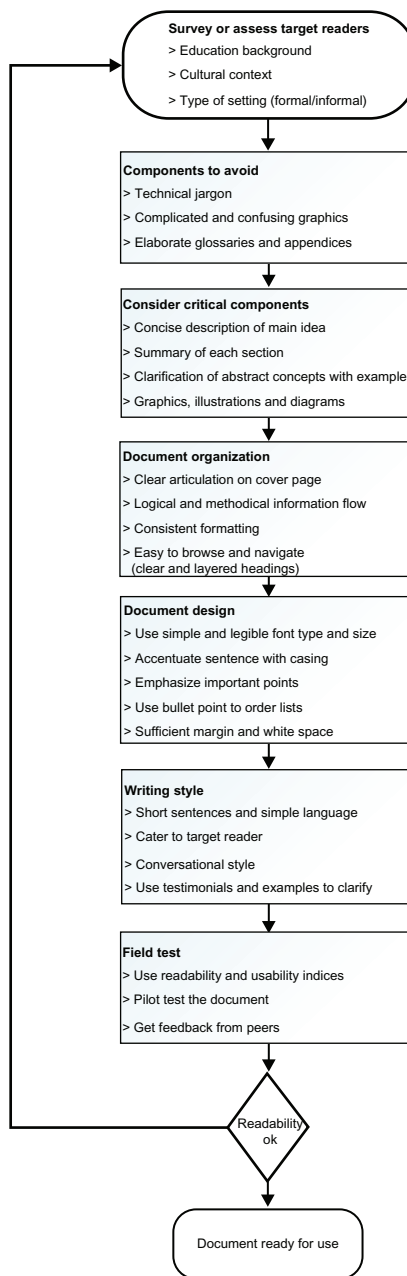 Survey or assess target readers
> Education background
> Cultural context
> Type of setting (formal/informal)
Components to avoid
> Technical jargon
> Complicated and confusing graphics
> Elaborate glossaries and appendices
Consider critical components
> Concise description of main idea
> Summary of each section
> Clarification of abstract concepts with example
> Graphics, illustrations and diagrams
Document organization
> Clear articulation on cover page
> Logical and methodical information flow
> Consistent formatting
> Easy to browse and navigate
(clear and layered headings)
Document design
> Use simple and legible font type and size
> Accentuate sentence with casing
> Emphasize important points
> Use bullet point to order lists
> Sufficient margin and white space
Writing style
> Short sentences and simple language
> Cater to target reader
> Conversational style
> Use testimonials and examples to clarify
Field test
> Use readability and usability indices
> Pilot test the document
> Get feedback from peers
Readability
ok
Document ready for use